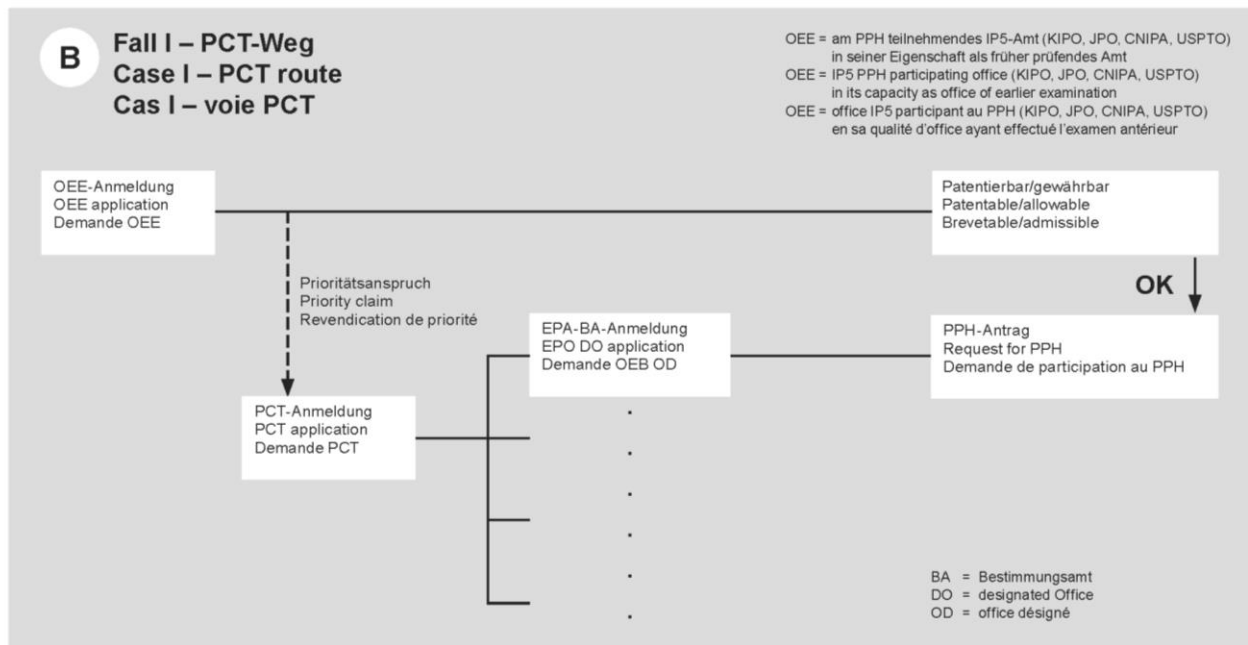 B
Fall I – PCT-Weg
Case I – PCT route
Cas I – voie PCT
OEE = am PPH teilnehmendes IP5-Amt (KIPO, JPO, CNIPA, USPTO)
in seiner Eigenschaft als früher prüfendes Amt
OEE = IP5 PPH participating office (KIPO, JPO, CNIPA, USPTO)
in its capacity as office of earlier examination
OEE = office IP5 participant au PPH (KIPO, JPO, CNIPA, USPTO)
en sa qualité d'office ayant effectué l'examen antérieur
OEE-Anmeldung
OEE application
Demande OEE
Patentierbar/gewährbar
Patentable/allowable
Brevetable/admissible
Prioritätsanspruch
Priority claim
Revendication de priorité
OK
EPA-BA-Anmeldung
EPO DO application
Demande OEB OD
PPH-Antrag
Request for PPH
Demande de participation au PPH
PCT-Anmeldung
PCT application
Demande PCT
BA = Bestimmungsamt
DO = designated Office
OD = office désigné